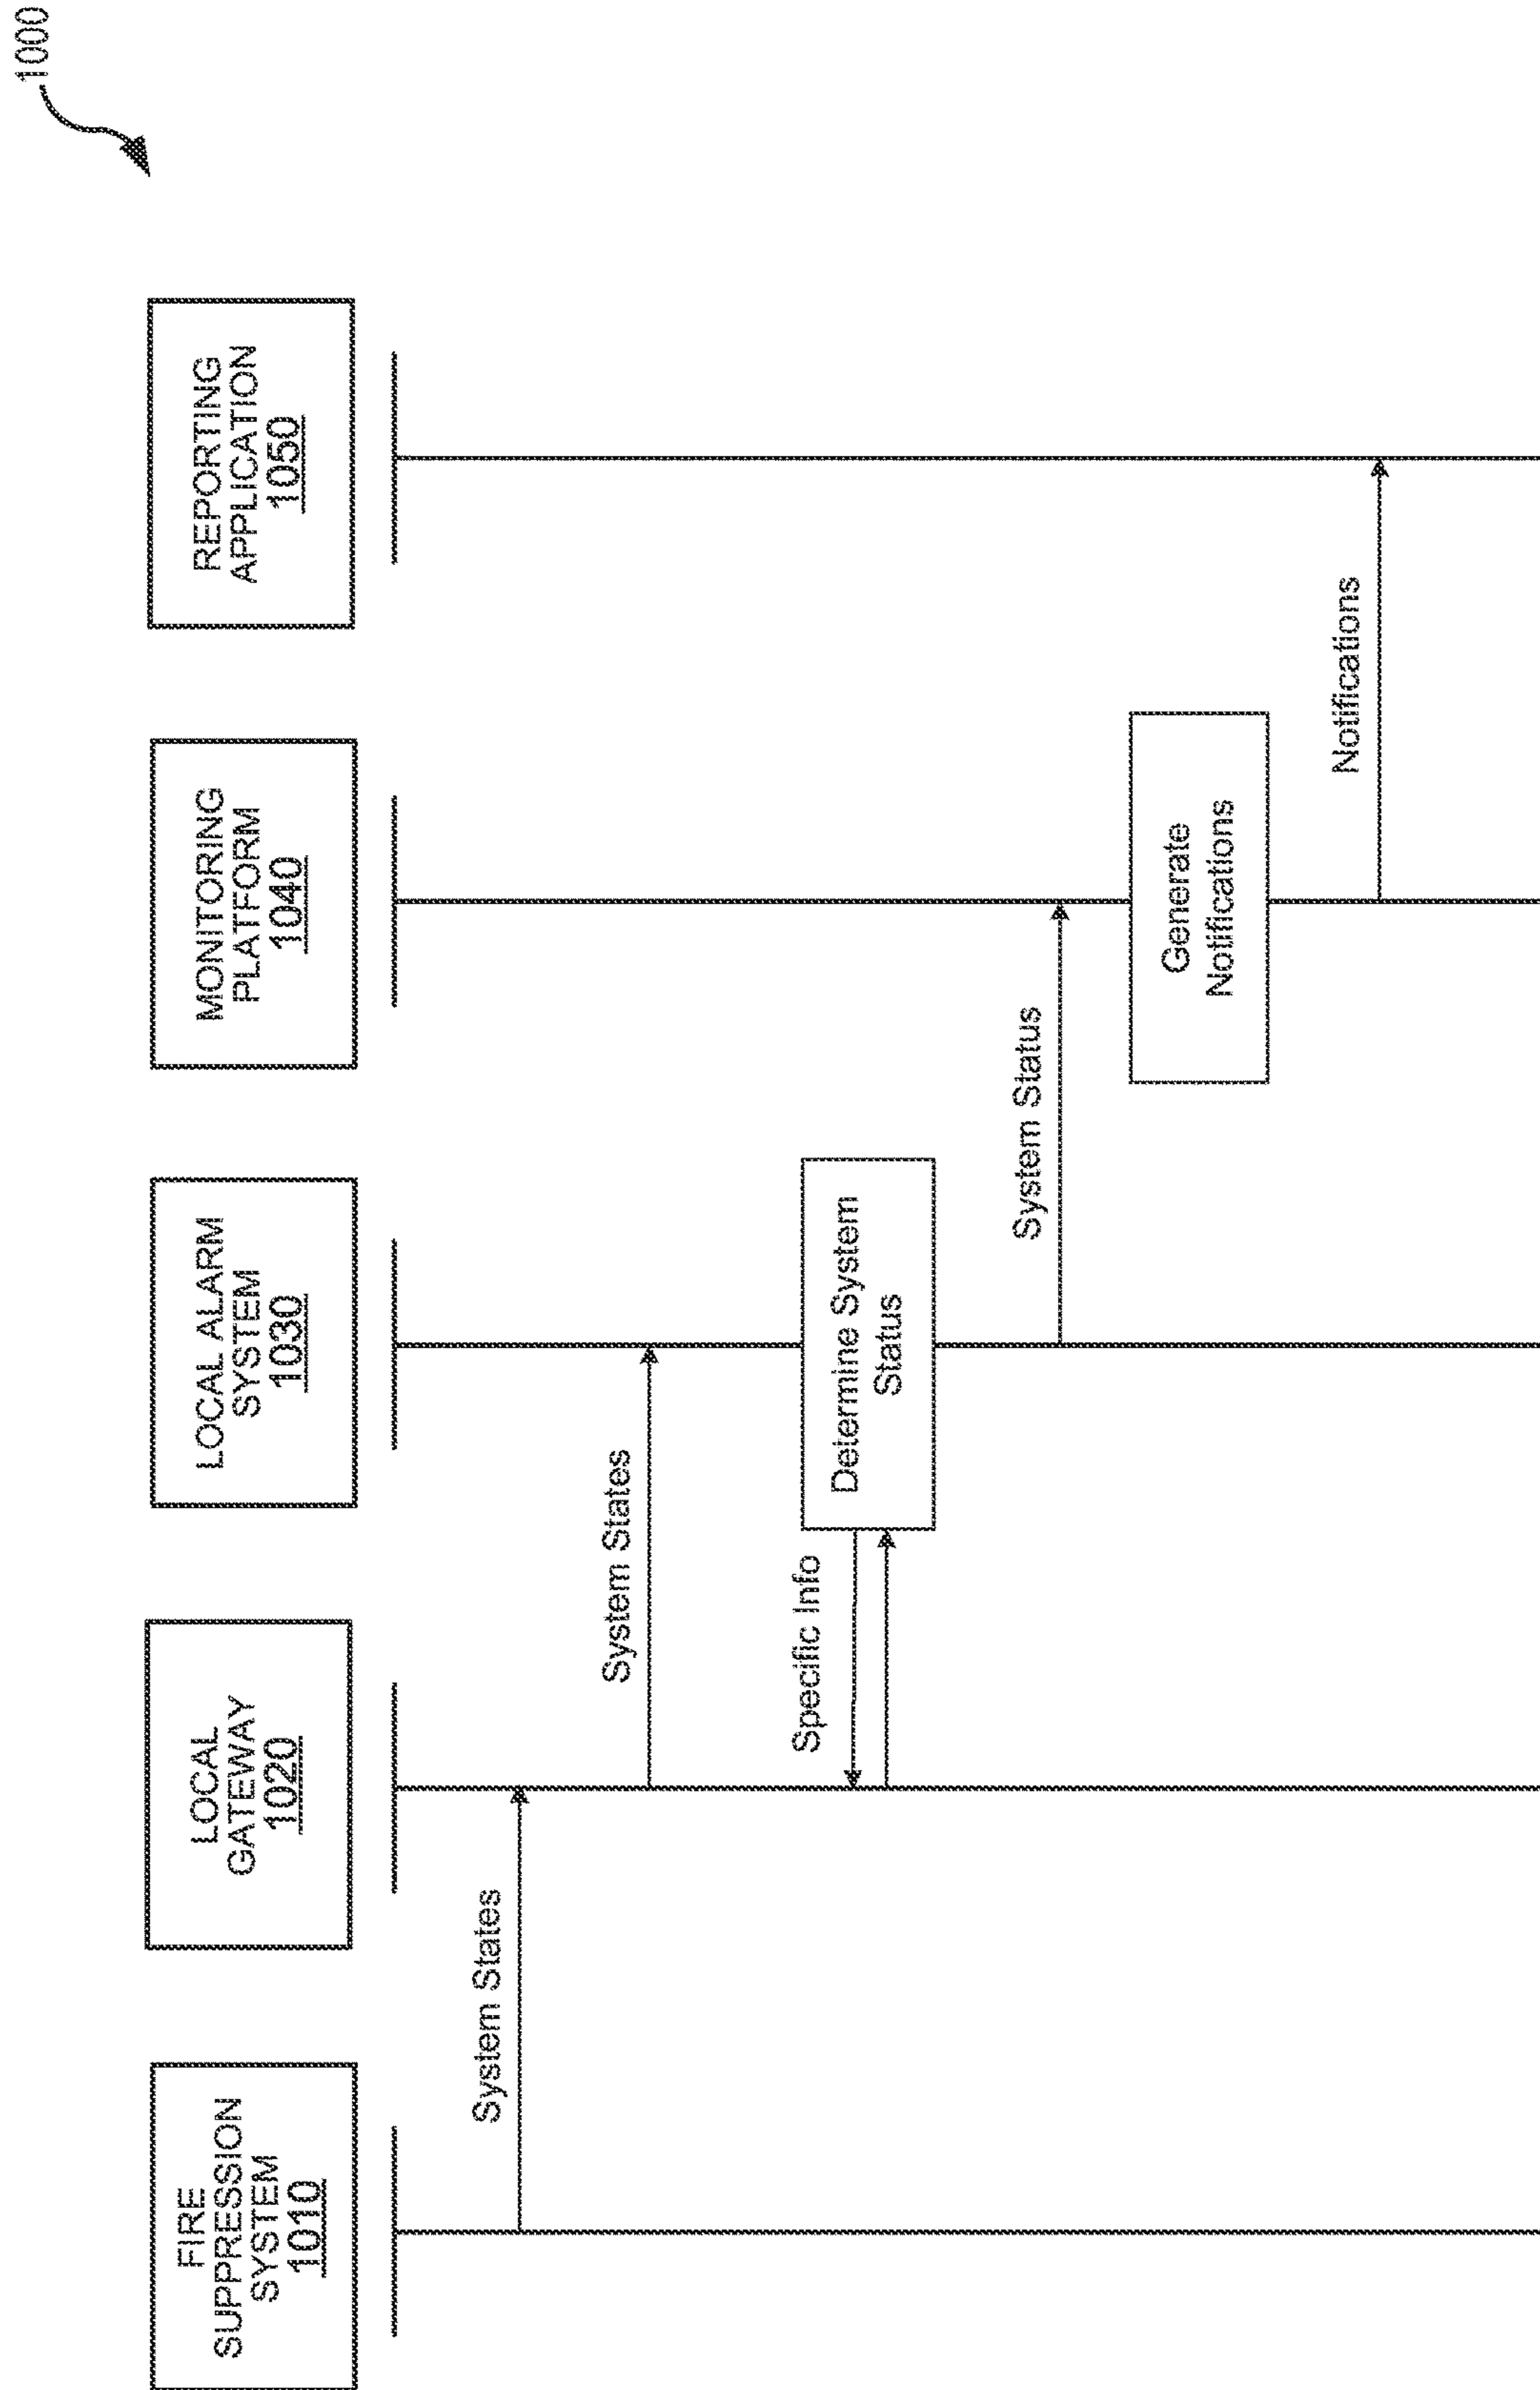 1000
FIRE
SUPPRESSION
SYSTEM
1010
LOCAL
GATEWAY
1020
LOCAL ALARM
SYSTEM
1030
MONITORING
PLATFORM
1040
REPORTING
APPLICATION
1050
System States
System States
Specific Info
Determine System
Status
System Status
Generate
Notifications
Notifications